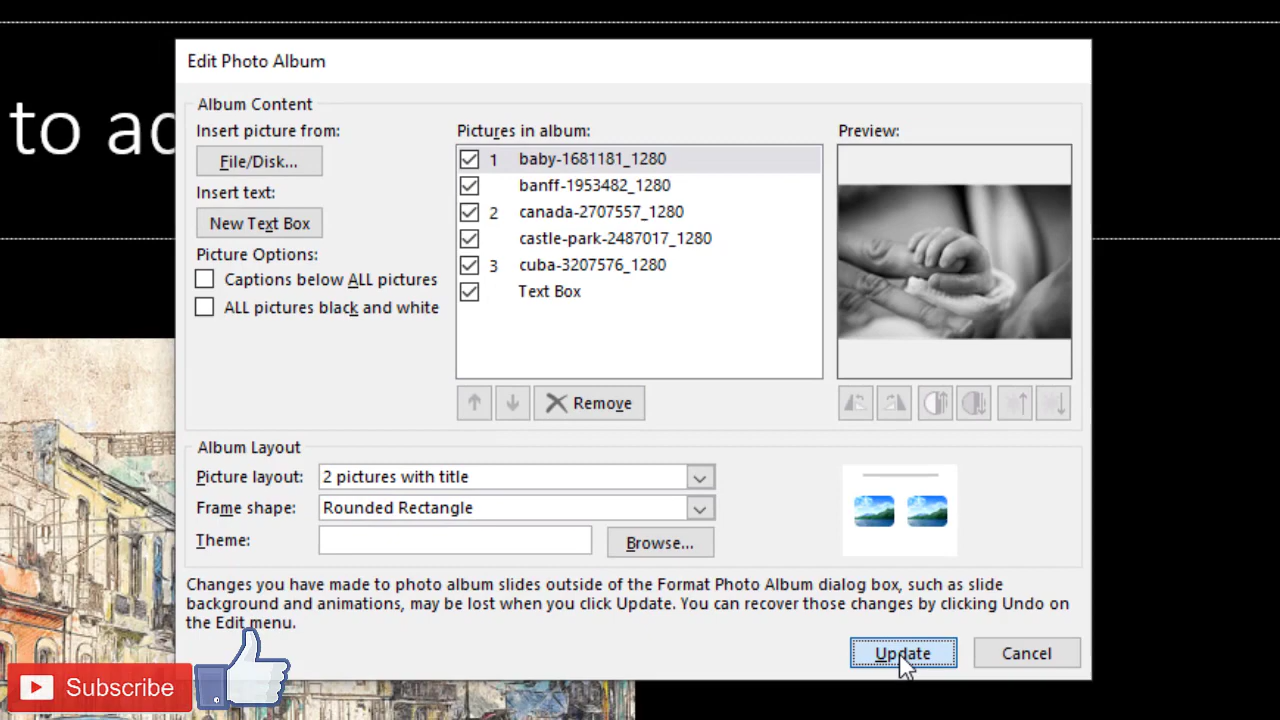 to ad
Edit Photo Album
Album Content
Insert picture from:
File/Disk...
Insert text:
New Text Box
Picture Options:
Captions below ALL pictures
ALL pictures black and white
Pictures in album:
1 baby-1681181_1280
banff-1953482_1280
2 canada-2707557_1280
castle-park-2487017_1280
3 cuba-3207576_1280
Text Box
Remove
Preview:
Album Layout
Picture layout: 2 pictures with title
Frame shape: Rounded Rectangle
Theme:
Browse...
Changes you have made to photo album slides outside of the Format Photo Album dialog box, such as slide
background and animations, may be lost when you click Update. You can recover those changes by clicking Undo on
the Edit menu.
Update
Cancel
Subscribe